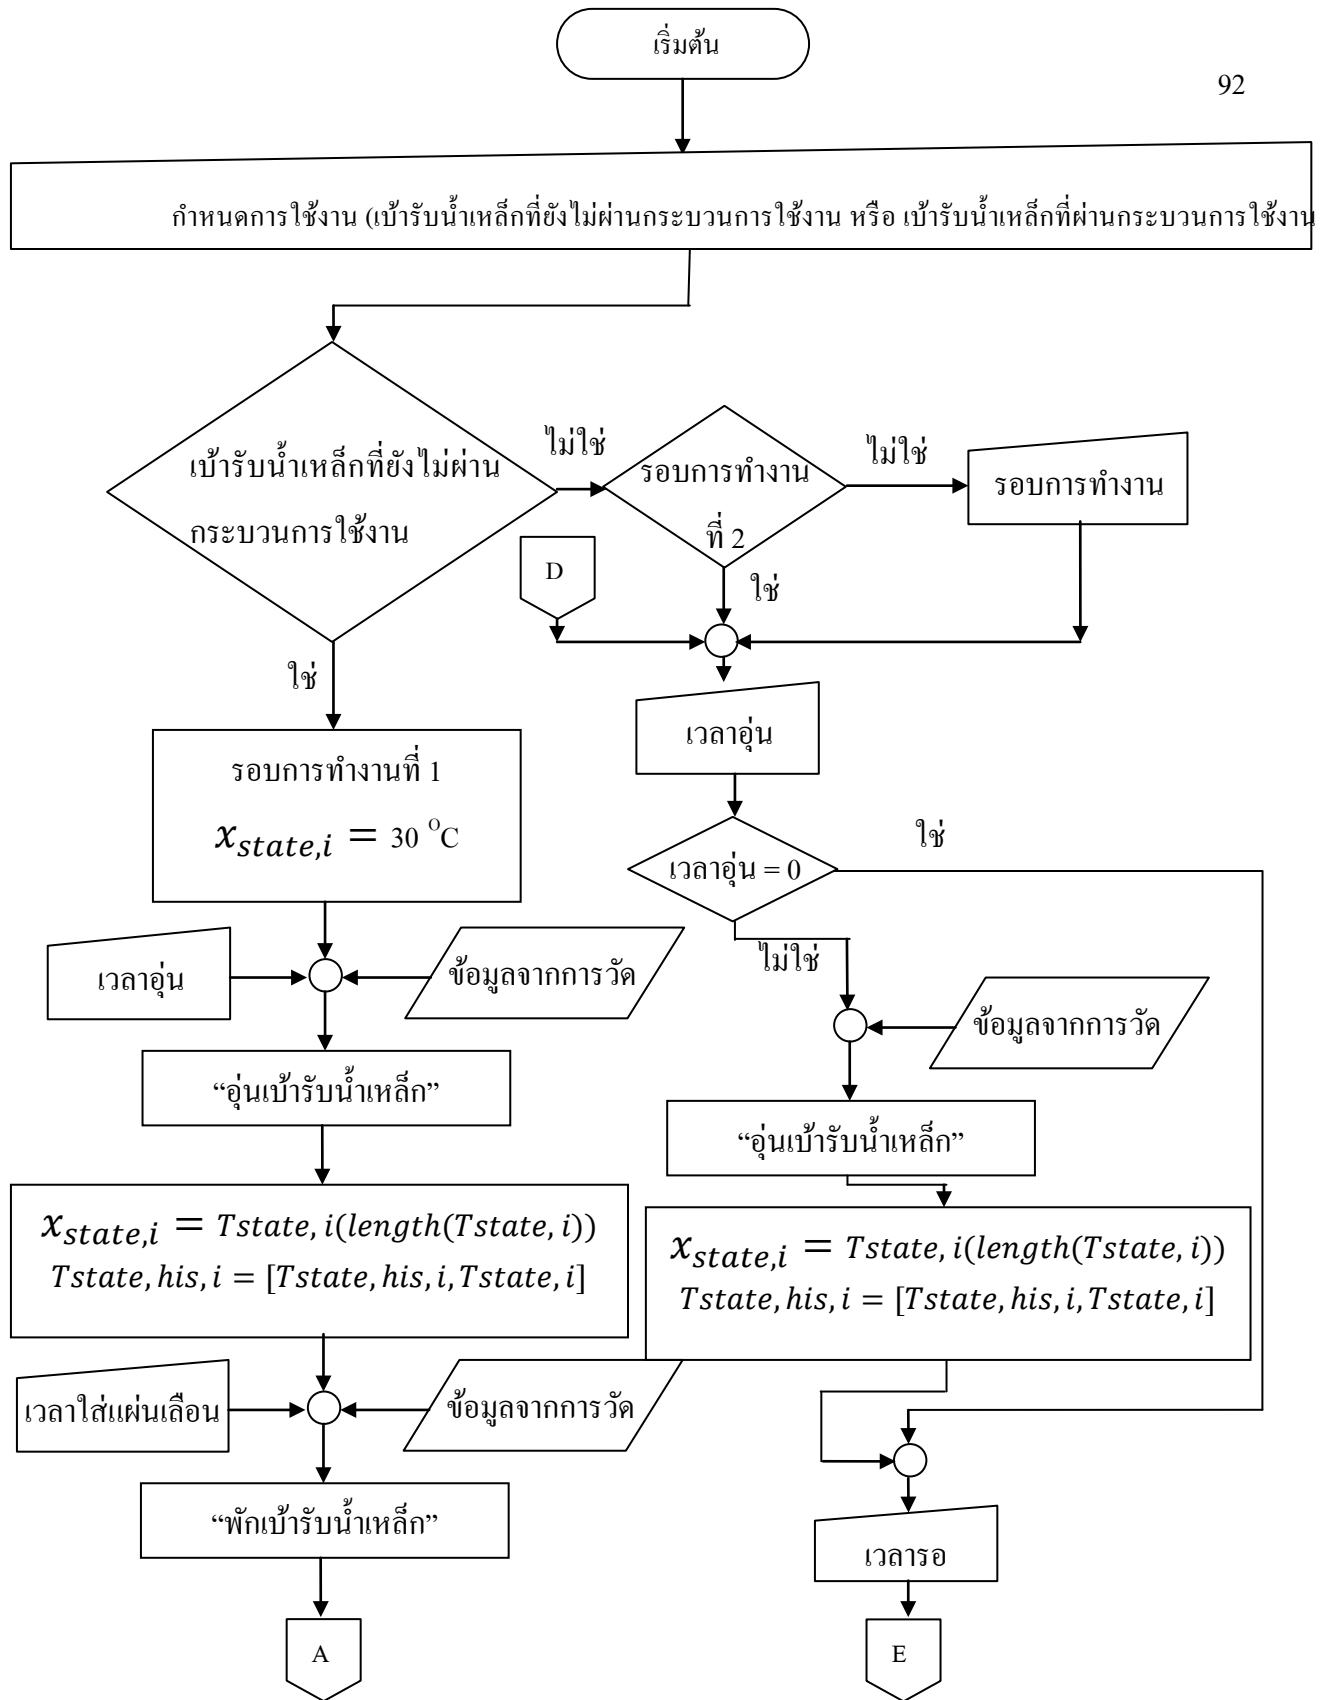 เริ่มต้น
92
กำหนดการใช้งาน (เบ้ารับน้ำเหล็กที่ยังไม่ผ่านกระบวนการใช้งาน หรือ เบ้ารับน้ำเหล็กที่ผ่านกระบวนการใช้งาน
เบ้ารับน้ำเหล็กที่ยังไม่ผ่าน
กระบวนการใช้งาน
ไม่ใช่
รอบการทำงาน
ที่ 2
ไม่ใช่
รอบการทำงาน
D
ใช่
ใช่
เวลาอุ่น
รอบการทำงานที่ 1
x_{state,i} = 30 ^{O}C
เวลาอุ่น = 0
ใช่
ไม่ใช่
เวลาอุ่น
ข้อมูลจากการวัด
ข้อมูลจากการวัด
“อุ่นเบ้ารับน้ำเหล็ก”
“อุ่นเบ้ารับน้ำเหล็ก”
x_{state,i} = Tstate, i(length(Tstate, i))
Tstate, his, i = [Tstate, his, i, Tstate, i]
x_{state,i} = Tstate, i(length(Tstate, i))
Tstate, his, i = [Tstate, his, i, Tstate, i]
เวลาใส่แผ่นเลือน
ข้อมูลจากการวัด
“พักเบ้ารับน้ำเหล็ก”
เวลารอ
A
E